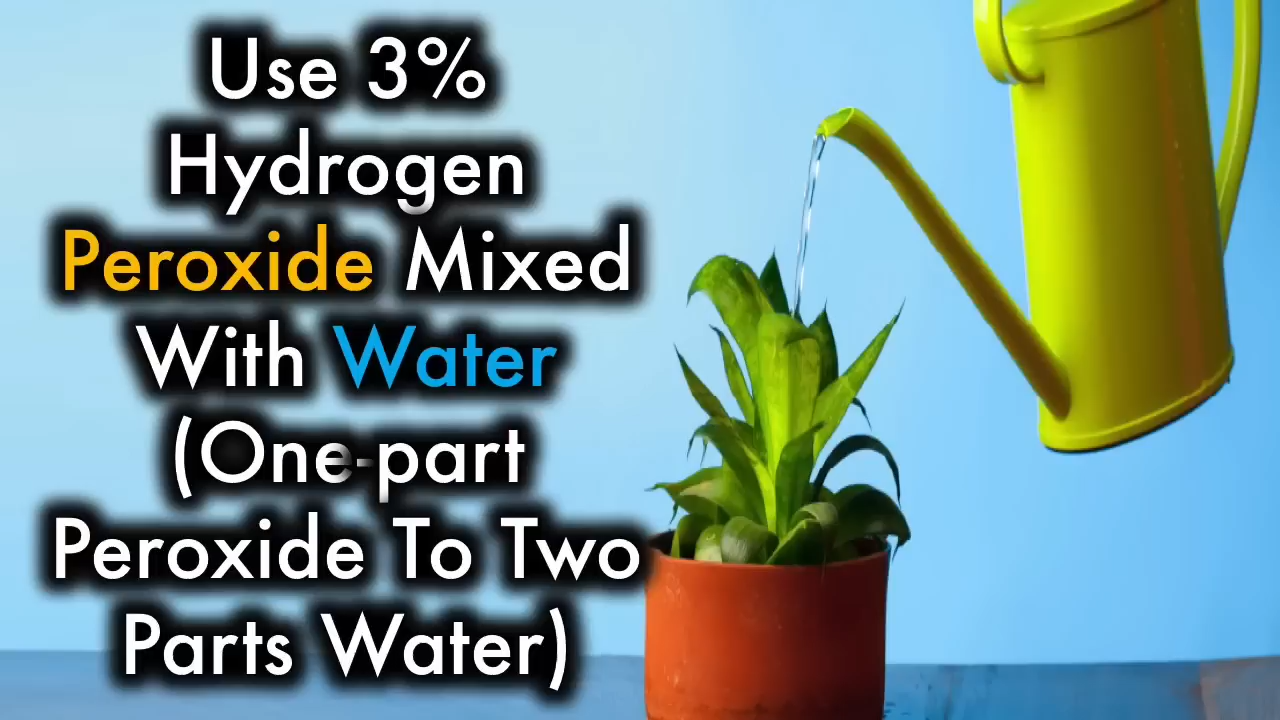 Use 3%
Hydrogen
Peroxide Mixed
With Water
(One-part
Peroxide To Two
Parts Water)